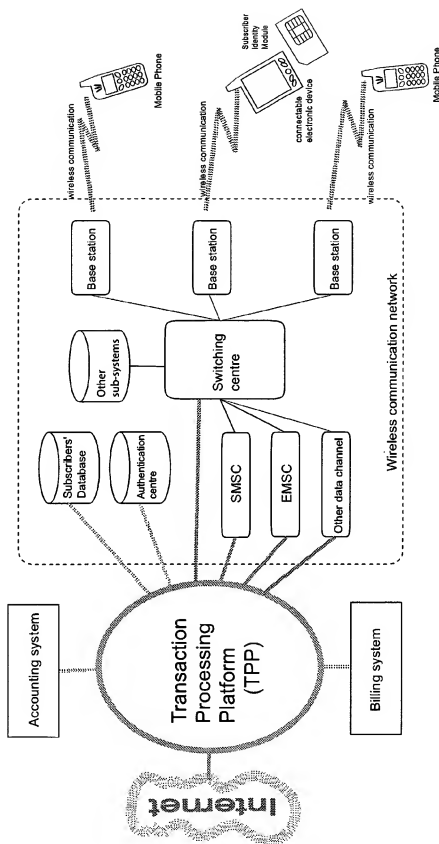 Internet
Accounting system
Transaction
Processing
Platform
(TPP)
Billing system
Subscribers'
Database
Authentication
centre
SMSC
EMSC
Other data channel
Other
sub-systems
Switching
centre
Base station
Base station
Base station
Wireless communication network
wireless communication
wireless communication
wireless
communication
Mobile Phone
Subscriber
Identity
Module
connectable
electronic device
Mobile Phone